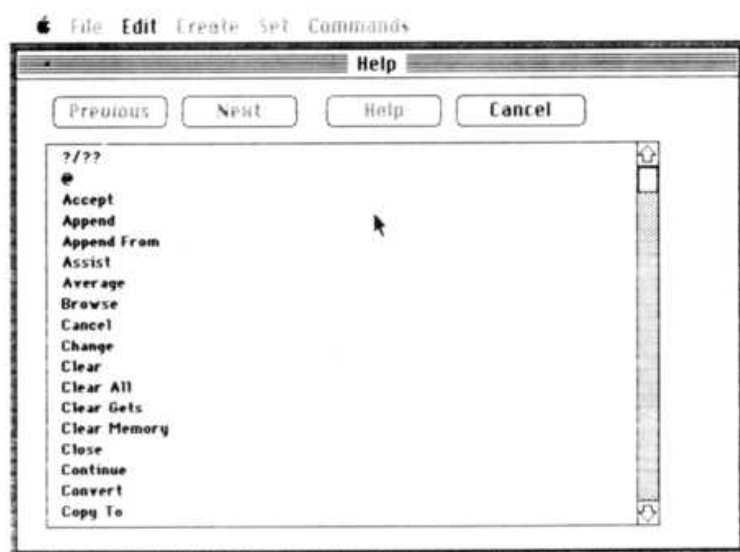 File Edit Create Set Commands
Help
Previous Next Help Cancel
?/??
@
Accept
Append
Append From
Assist
Average
Browse
Cancel
Change
Clear
Clear All
Clear Gets
Clear Memory
Close
Continue
Convert
Copy To